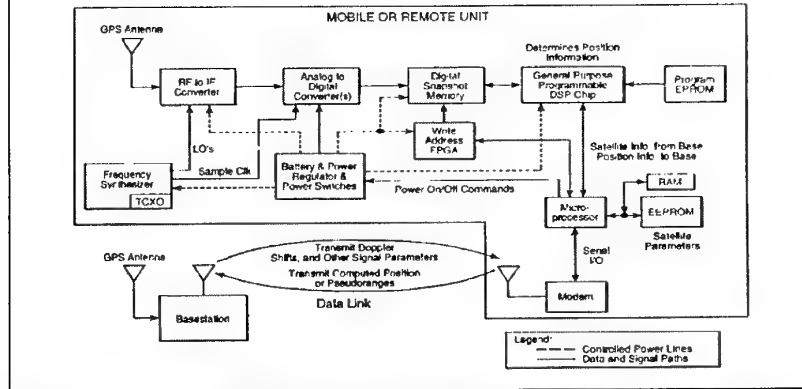 MOBILE OR REMOTE UNIT
GPS Antenna
RF to IF
Converter
Analog to
Digital
Converter(s)
Digital
Snapshot
Memory
Determines Position
Information
General Purpose
Programmable
DSP Chip
Program
EPROM
Write
Address
FPGA
LO's
Sample Clk
Frequency
Synthesizer
TCXO
Battery & Power
Regulator &
Power Switches
Power On/Off Commands
Satellite Info from Base
Position Info to Base
Micro-
processor
RAM
EEPROM
Satellite
Parameters
Serial
I/O
Modem
GPS Antenna
Basestation
Transmit Doppler
Shifts, and Other Signal Parameters
Transmit Computed Position
or Pseudoranges
Data Link
Legend:
Controlled Power Lines
Data and Signal Paths